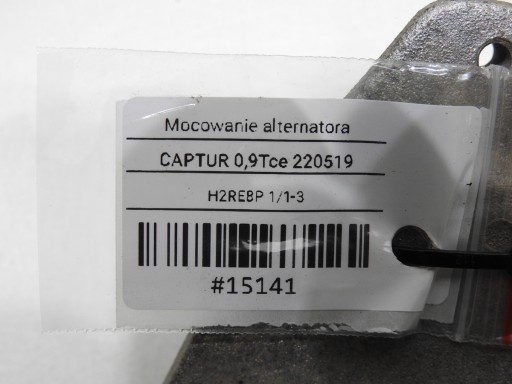 Mocowanie alternatora
CAPTUR 0,9Tce 220519
H2REBP 1/1-3
#15141